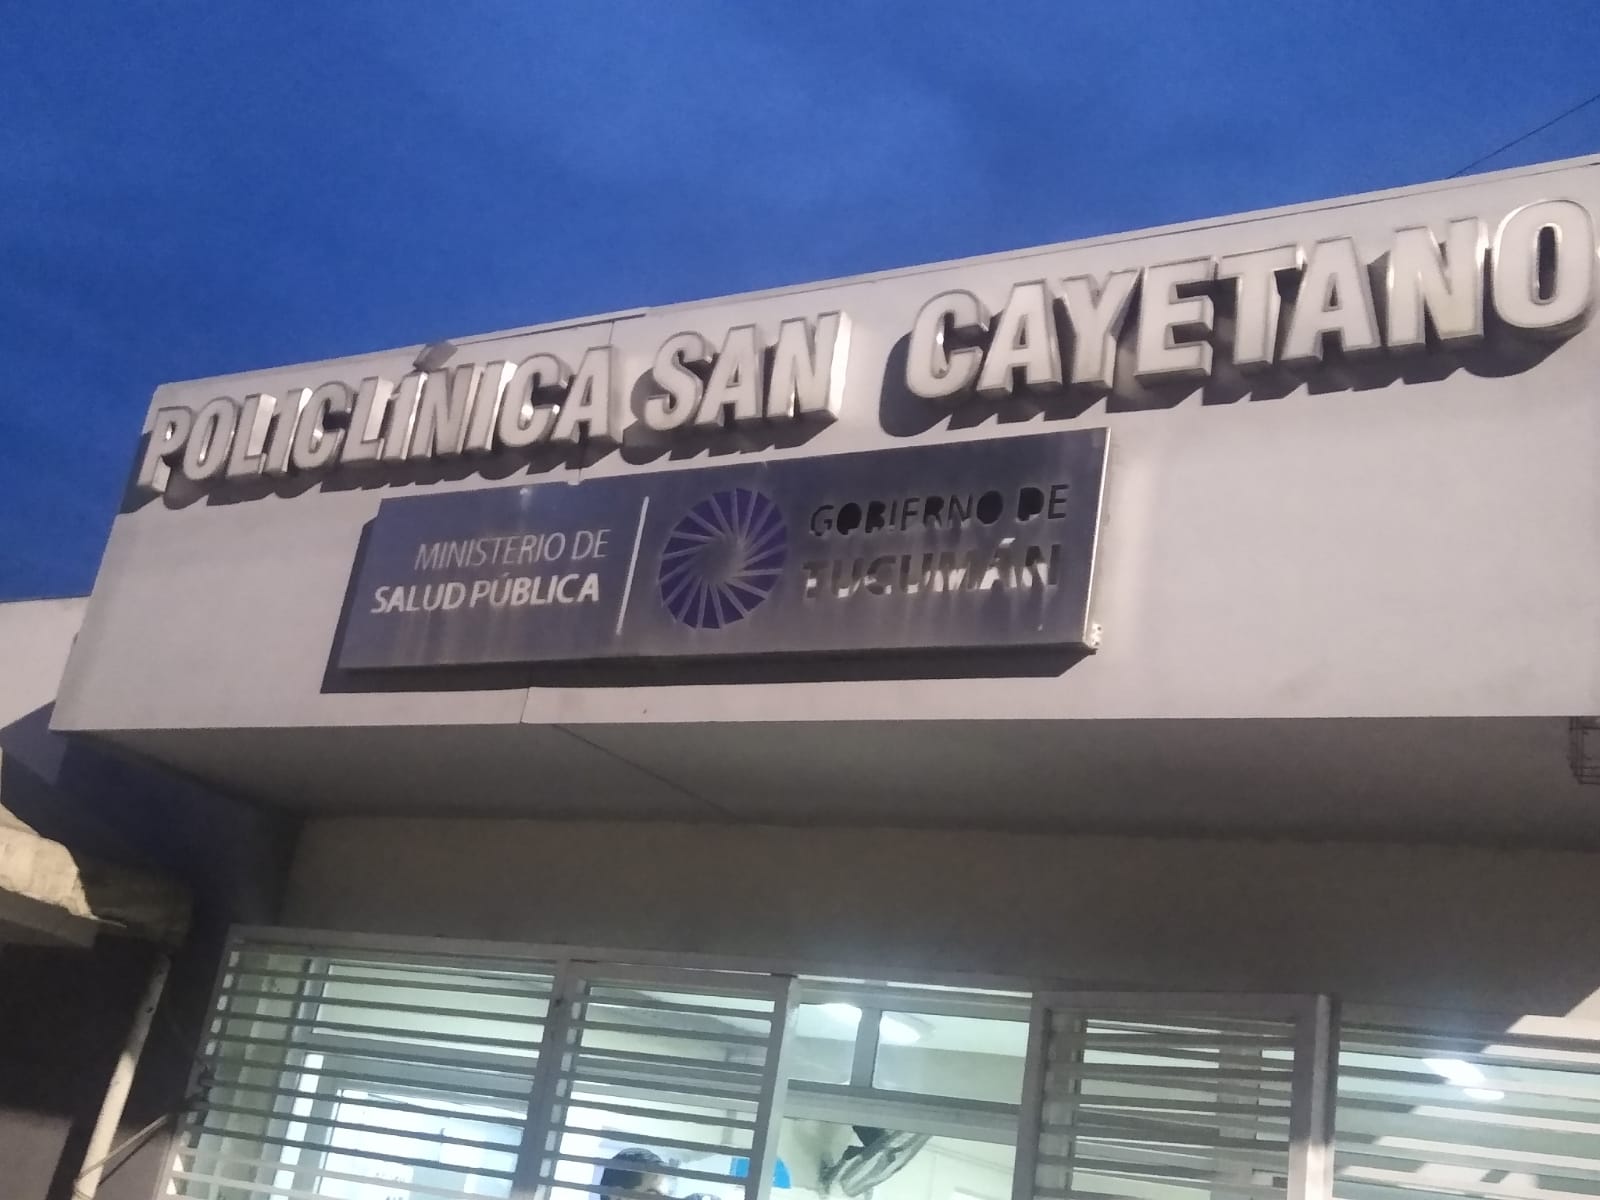 POLICLÍNICA SAN CAYETANO
MINISTERIO DE
SALUD PÚBLICA
GOBIERNO DE
TUCUMÁN